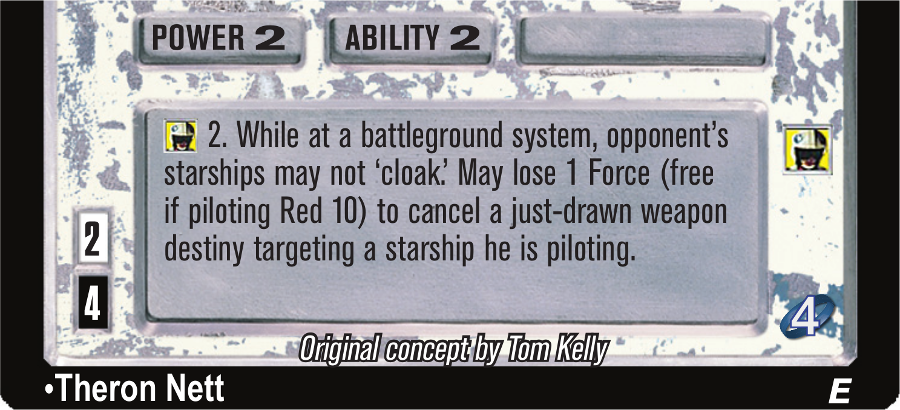 POWER 2 ABILITY 2
2. While at a battleground system, opponent's
starships may not ‘cloak.’ May lose 1 Force (free
if piloting Red 10) to cancel a just-drawn weapon
destiny targeting a starship he is piloting.
2
4
4
Original concept by Tom Kelly
•Theron Nett E